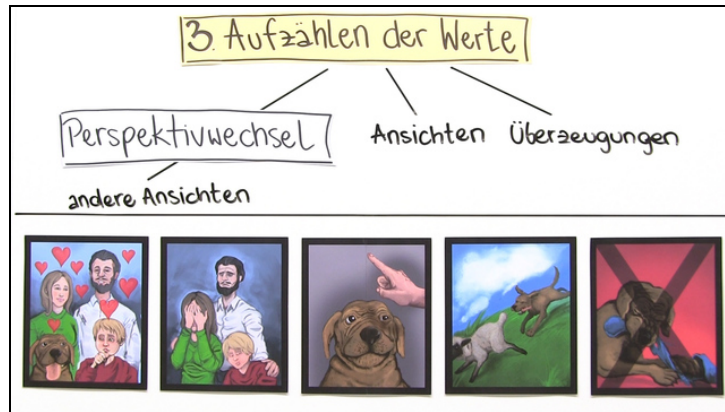 3. Aufzählen der Werte
Perspektivwechsel
Ansichten
Überzeugungen
andere Ansichten